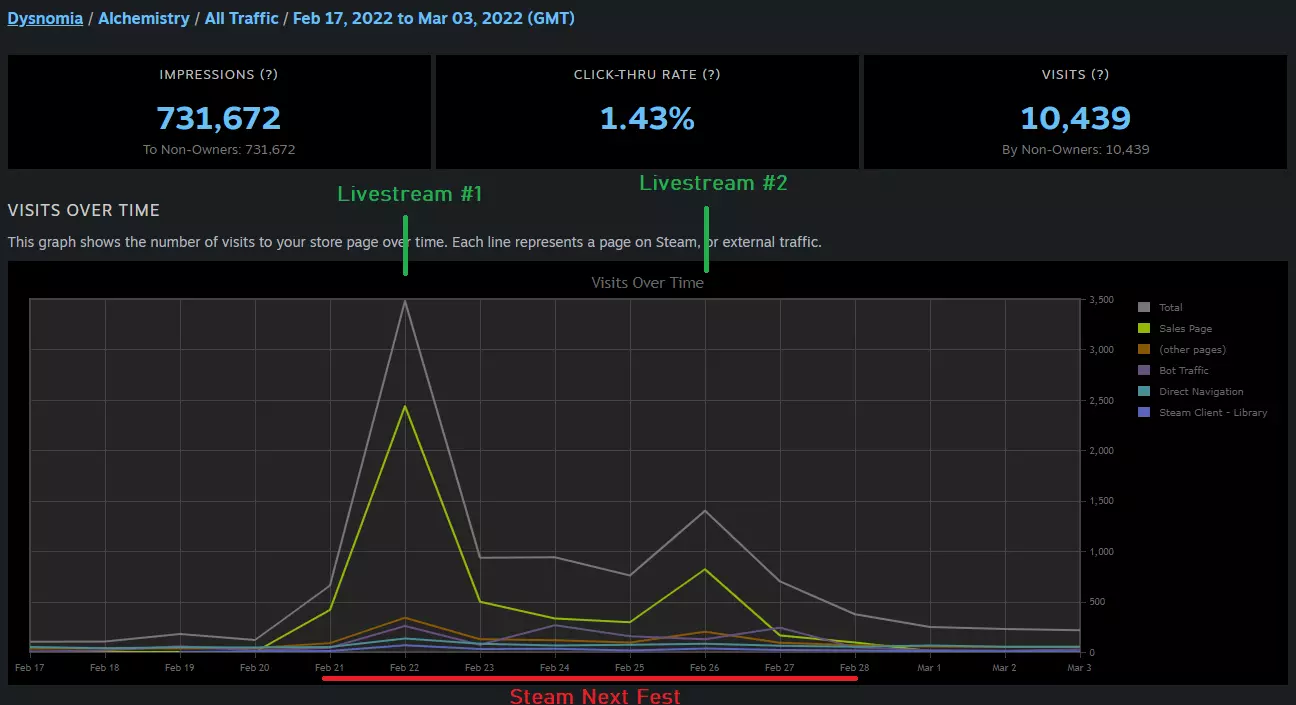 Dysnomia / Alchemistry / All Traffic / Feb 17, 2022 to Mar 03, 2022 (GMT)
IMPRESSIONS (?)
731,672
To Non-Owners: 731,672
CLICK-THRU RATE (?)
1.43%
VISITS (?)
10,439
By Non-Owners: 10,439
Livestream #1
Livestream #2
VISITS OVER TIME
This graph shows the number of visits to your store page over time. Each line represents a page on Steam, or external traffic.
Visits Over Time
3,500
3,000
2,500
2,000
1,500
1,000
500
0
Total
Sales Page
(other pages)
Bot Traffic
Direct Navigation
Steam Client - Library
Feb 17 Feb 18 Feb 19 Feb 20 Feb 21 Feb 22 Feb 23 Feb 24 Feb 25 Feb 26 Feb 27 Feb 28 Mar 1 Mar 2 Mar 3
Steam Next Fest